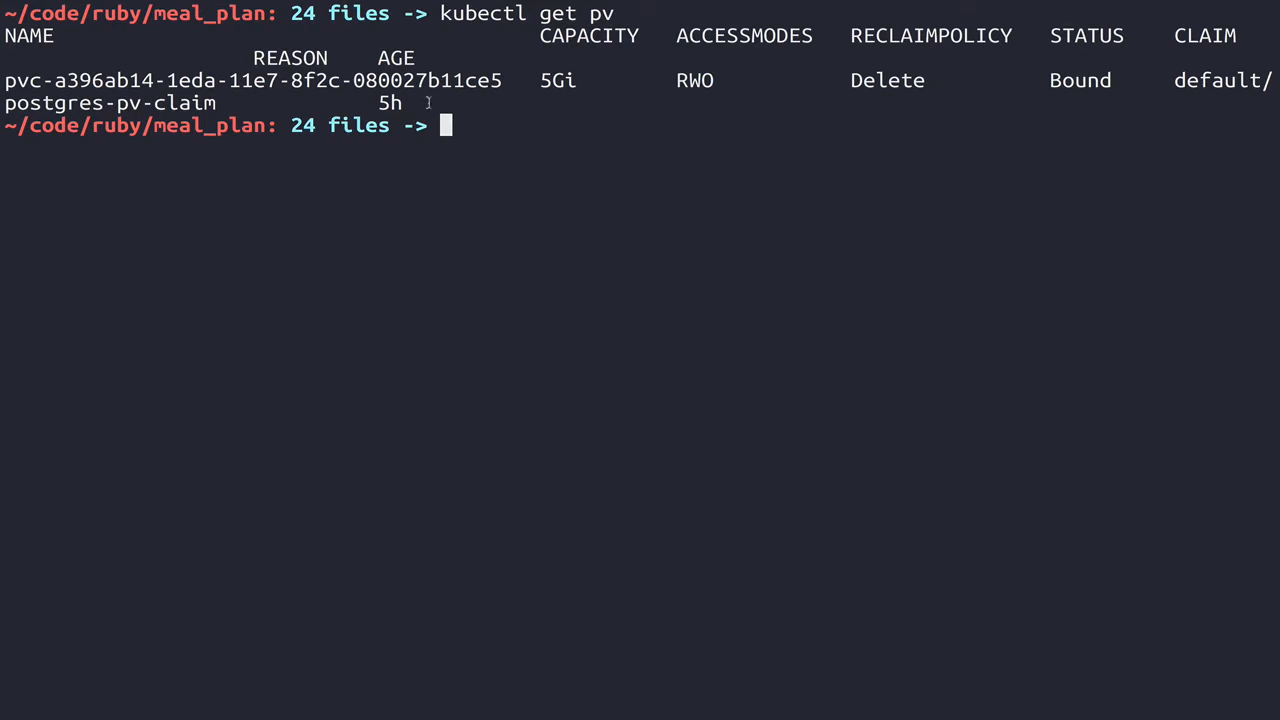 ~/code/ruby/meal_plan: 24 files -> kubectl get pv
NAME CAPACITY ACCESSMODES RECLAIMPOLICY STATUS CLAIM
REASON AGE
pvc-a396ab14-1eda-11e7-8f2c-080027b11ce5 5Gi RWO Delete Bound default/
postgres-pv-claim 5h
~/code/ruby/meal_plan: 24 files ->